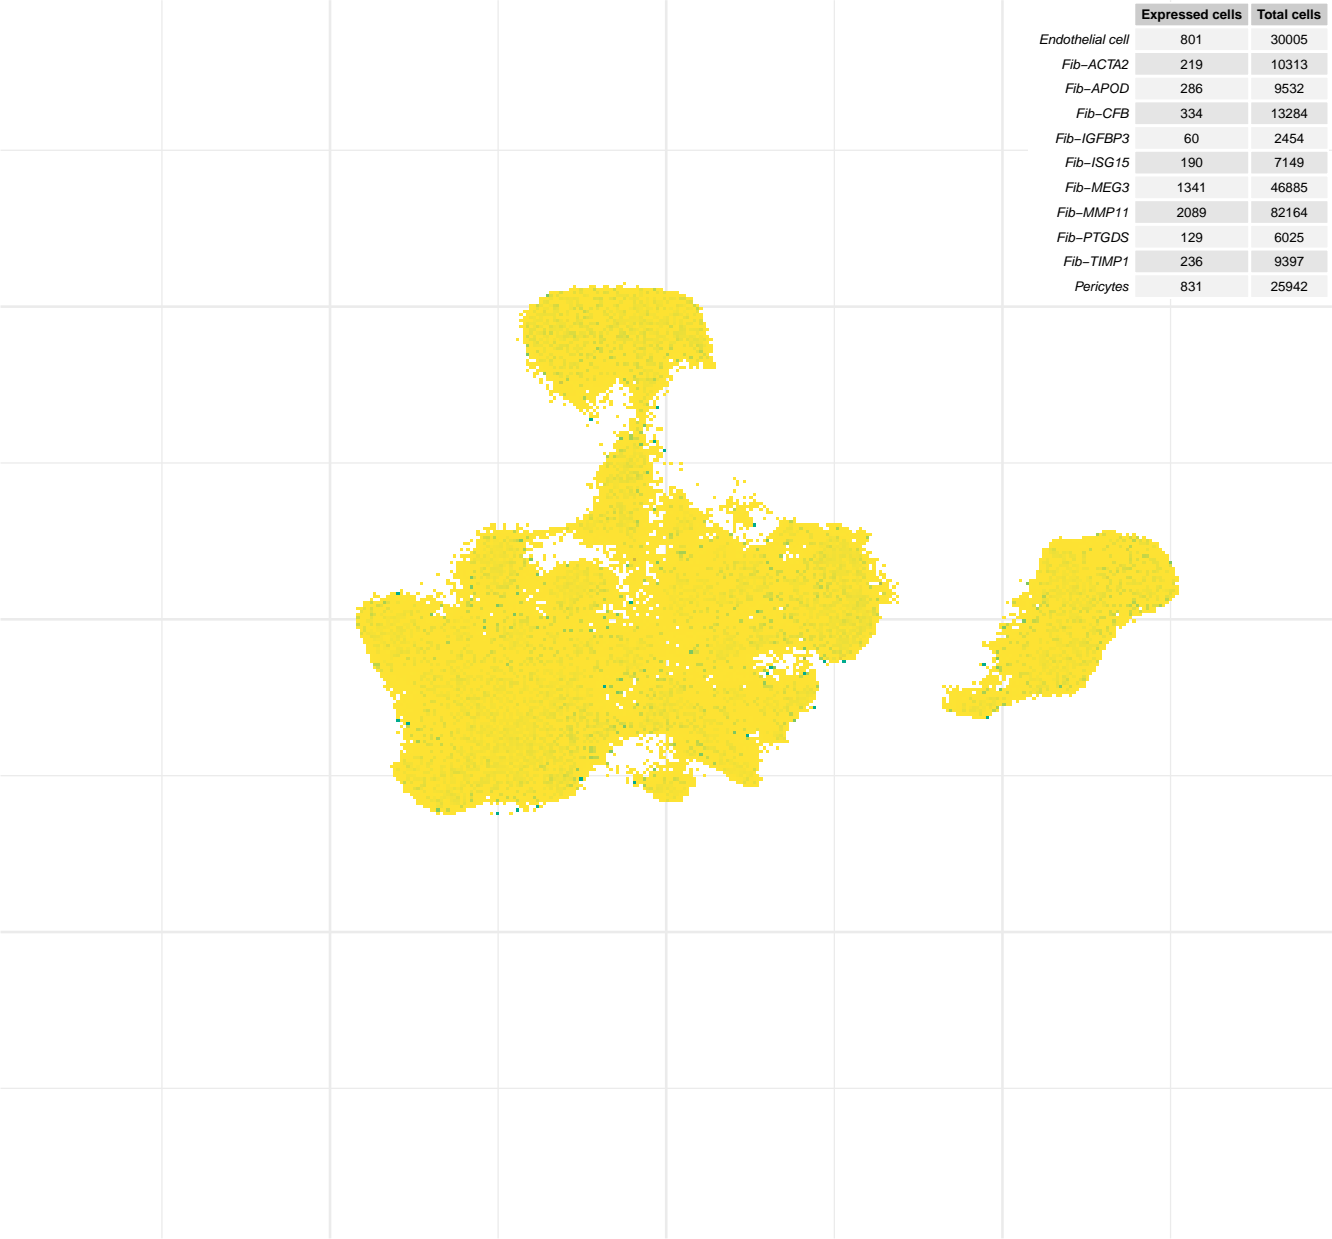 Expressed cells Total cells
Endothelial cell 801 30005
Fib−ACTA2 219 10313
Fib−APOD 286 9532
Fib−CFB 334 13284
Fib−IGFBP3 60 2454
Fib−ISG15 190 7149
Fib−MEG3 1341 46885
Fib−MMP11 2089 82164
Fib−PTGDS 129 6025
Fib−TIMP1 236 9397
Pericytes 831 25942